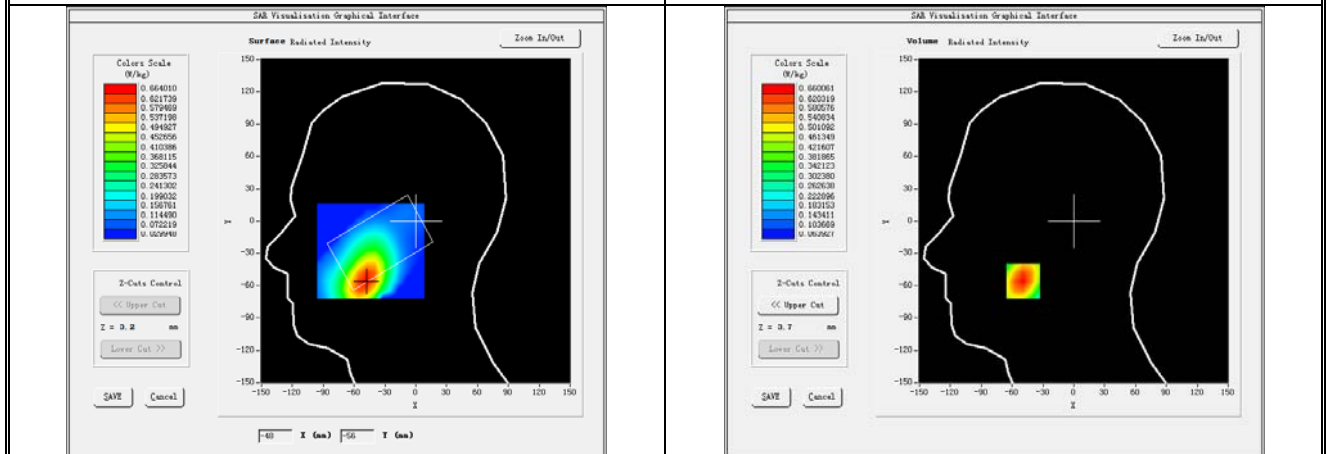 SAR Visualisation Graphical Interface
Surface Radiated Intensity
Zoom In/Out
Colors Scale
(W/kg)
0.664010
0.621739
0.579469
0.537198
0.494927
0.452656
0.410386
0.368115
0.325844
0.283573
0.241302
0.199032
0.156761
0.114490
0.072219
0.029948
Z-Cuts Control
<< Upper Cut
Z = 3.2 mm
Lower Cut >>
SAVE Cancel
150
120
90
60
30
0
-30
-60
-90
-120
-150
Y
-150 -120 -90 -60 -30 0 30 60 90 120 150
X
-48 X (mm) -56 Y (mm)
SAR Visualisation Graphical Interface
Volume Radiated Intensity
Zoom In/Out
Colors Scale
(W/kg)
0.660061
0.620319
0.580576
0.540834
0.501092
0.461349
0.421607
0.381865
0.342123
0.302380
0.262638
0.222896
0.183153
0.143411
0.103669
0.063927
Z-Cuts Control
<< Upper Cut
Z = 3.7 mm
Lower Cut >>
SAVE Cancel
150
120
90
60
30
0
-30
-60
-90
-120
-150
Y
-150 -120 -90 -60 -30 0 30 60 90 120 150
X